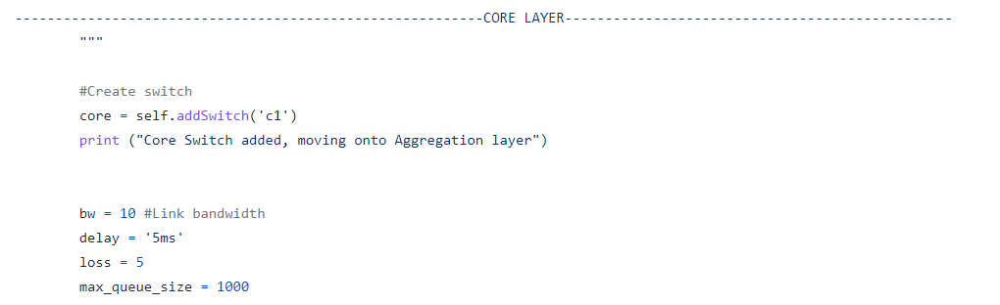 ----------------------------------------------------------CORE LAYER------------------------------------------------
"""
#Create switch
core = self.addSwitch('c1')
print ("Core Switch added, moving onto Aggregation layer")
bw = 10 #Link bandwidth
delay = '5ms'
loss = 5
max_queue_size = 1000